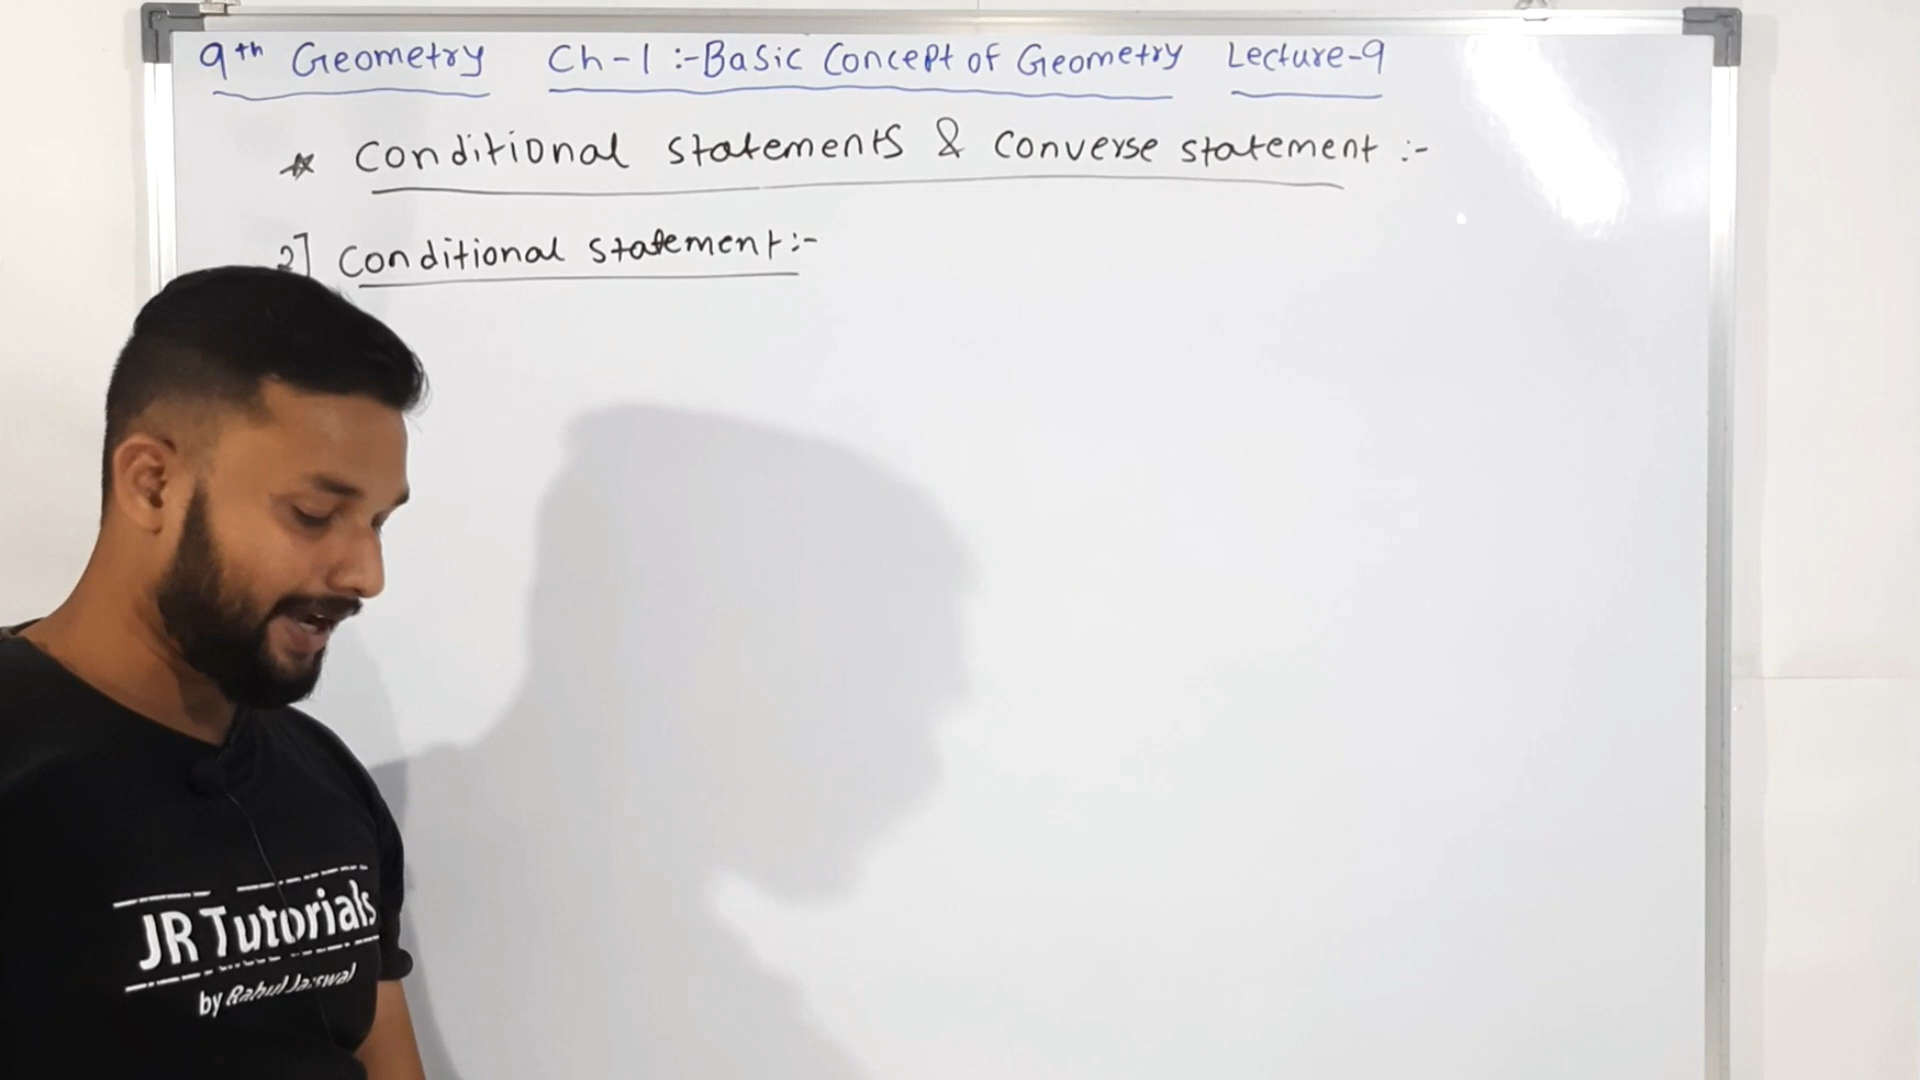 9th Geometry Ch-1 :- Basic Concept of Geometry Lecture-9
* Conditional statements & Converse statement :-
2] Conditional statement :-
JR Tutorials
by Rahul Jaiswal